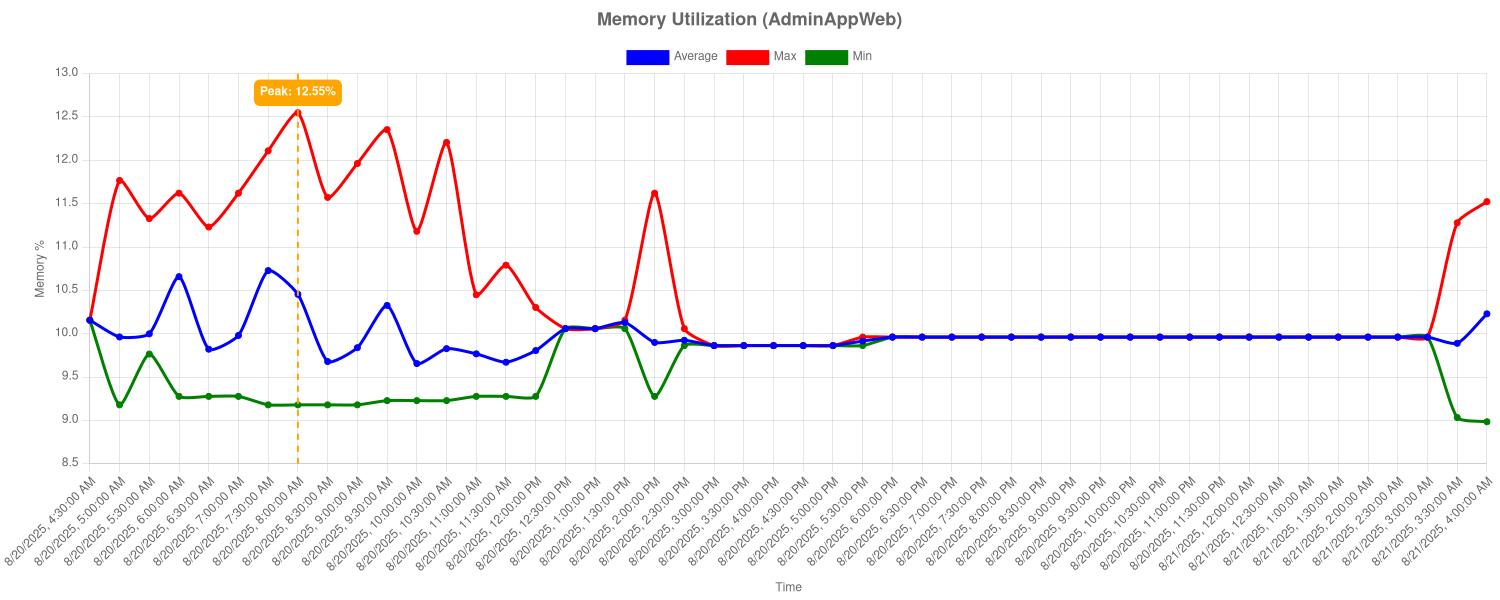 Memory Utilization (AdminAppWeb)
Average Max Min
13.0
Peak: 12.55%
12.5
12.0
11.5
11.0
10.5
10.0
9.5
9.0
8.5
Memory %
8/20/2025, 4:30:00 AM
8/20/2025, 5:00:00 AM
8/20/2025, 5:30:00 AM
8/20/2025, 6:00:00 AM
8/20/2025, 6:30:00 AM
8/20/2025, 7:00:00 AM
8/20/2025, 7:30:00 AM
8/20/2025, 8:00:00 AM
8/20/2025, 8:30:00 AM
8/20/2025, 9:00:00 AM
8/20/2025, 9:30:00 AM
8/20/2025, 10:00:00 AM
8/20/2025, 10:30:00 AM
8/20/2025, 11:00:00 AM
8/20/2025, 11:30:00 AM
8/20/2025, 12:00:00 PM
8/20/2025, 12:30:00 PM
8/20/2025, 1:00:00 PM
8/20/2025, 1:30:00 PM
8/20/2025, 2:00:00 PM
8/20/2025, 2:30:00 PM
8/20/2025, 3:00:00 PM
8/20/2025, 3:30:00 PM
8/20/2025, 4:00:00 PM
8/20/2025, 4:30:00 PM
8/20/2025, 5:00:00 PM
8/20/2025, 5:30:00 PM
8/20/2025, 6:00:00 PM
8/20/2025, 6:30:00 PM
8/20/2025, 7:00:00 PM
8/20/2025, 7:30:00 PM
8/20/2025, 8:00:00 PM
8/20/2025, 8:30:00 PM
8/20/2025, 9:00:00 PM
8/20/2025, 9:30:00 PM
8/20/2025, 10:00:00 PM
8/20/2025, 10:30:00 PM
8/20/2025, 11:00:00 PM
8/20/2025, 11:30:00 PM
8/21/2025, 12:00:00 AM
8/21/2025, 12:30:00 AM
8/21/2025, 1:00:00 AM
8/21/2025, 1:30:00 AM
8/21/2025, 2:00:00 AM
8/21/2025, 2:30:00 AM
8/21/2025, 3:00:00 AM
8/21/2025, 3:30:00 AM
8/21/2025, 4:00:00 AM
Time